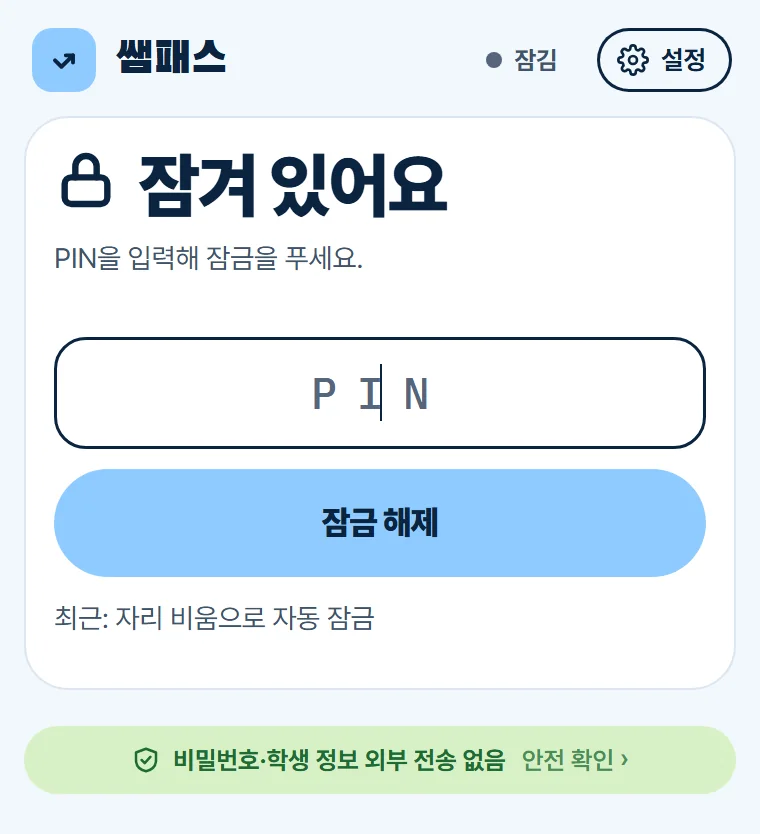 쌤패스
잠김
설정
잠겨 있어요
PIN을 입력해 잠금을 푸세요.
PIN
잠금 해제
최근: 자리 비움으로 자동 잠금
비밀번호·학생 정보 외부 전송 없음 안전 확인 ›